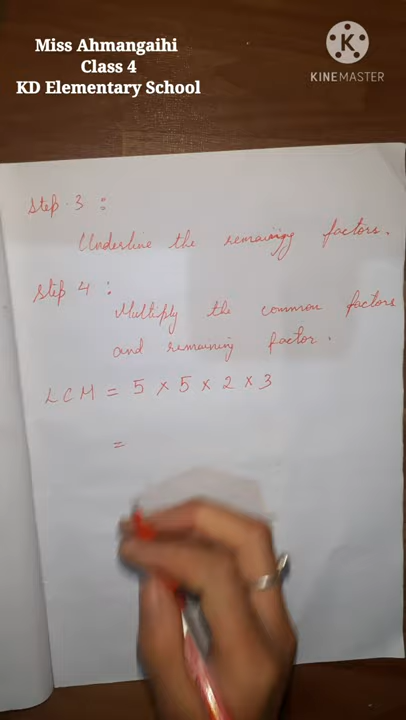 Miss Ahmangaihi
Class 4
KD Elementary School
K
KINEMASTER
Step 3 :
Underline the remaining factors.
Step 4 :
Multiply the common factors
and remaining factor.
LCM = 5 × 5 × 2 × 3
=